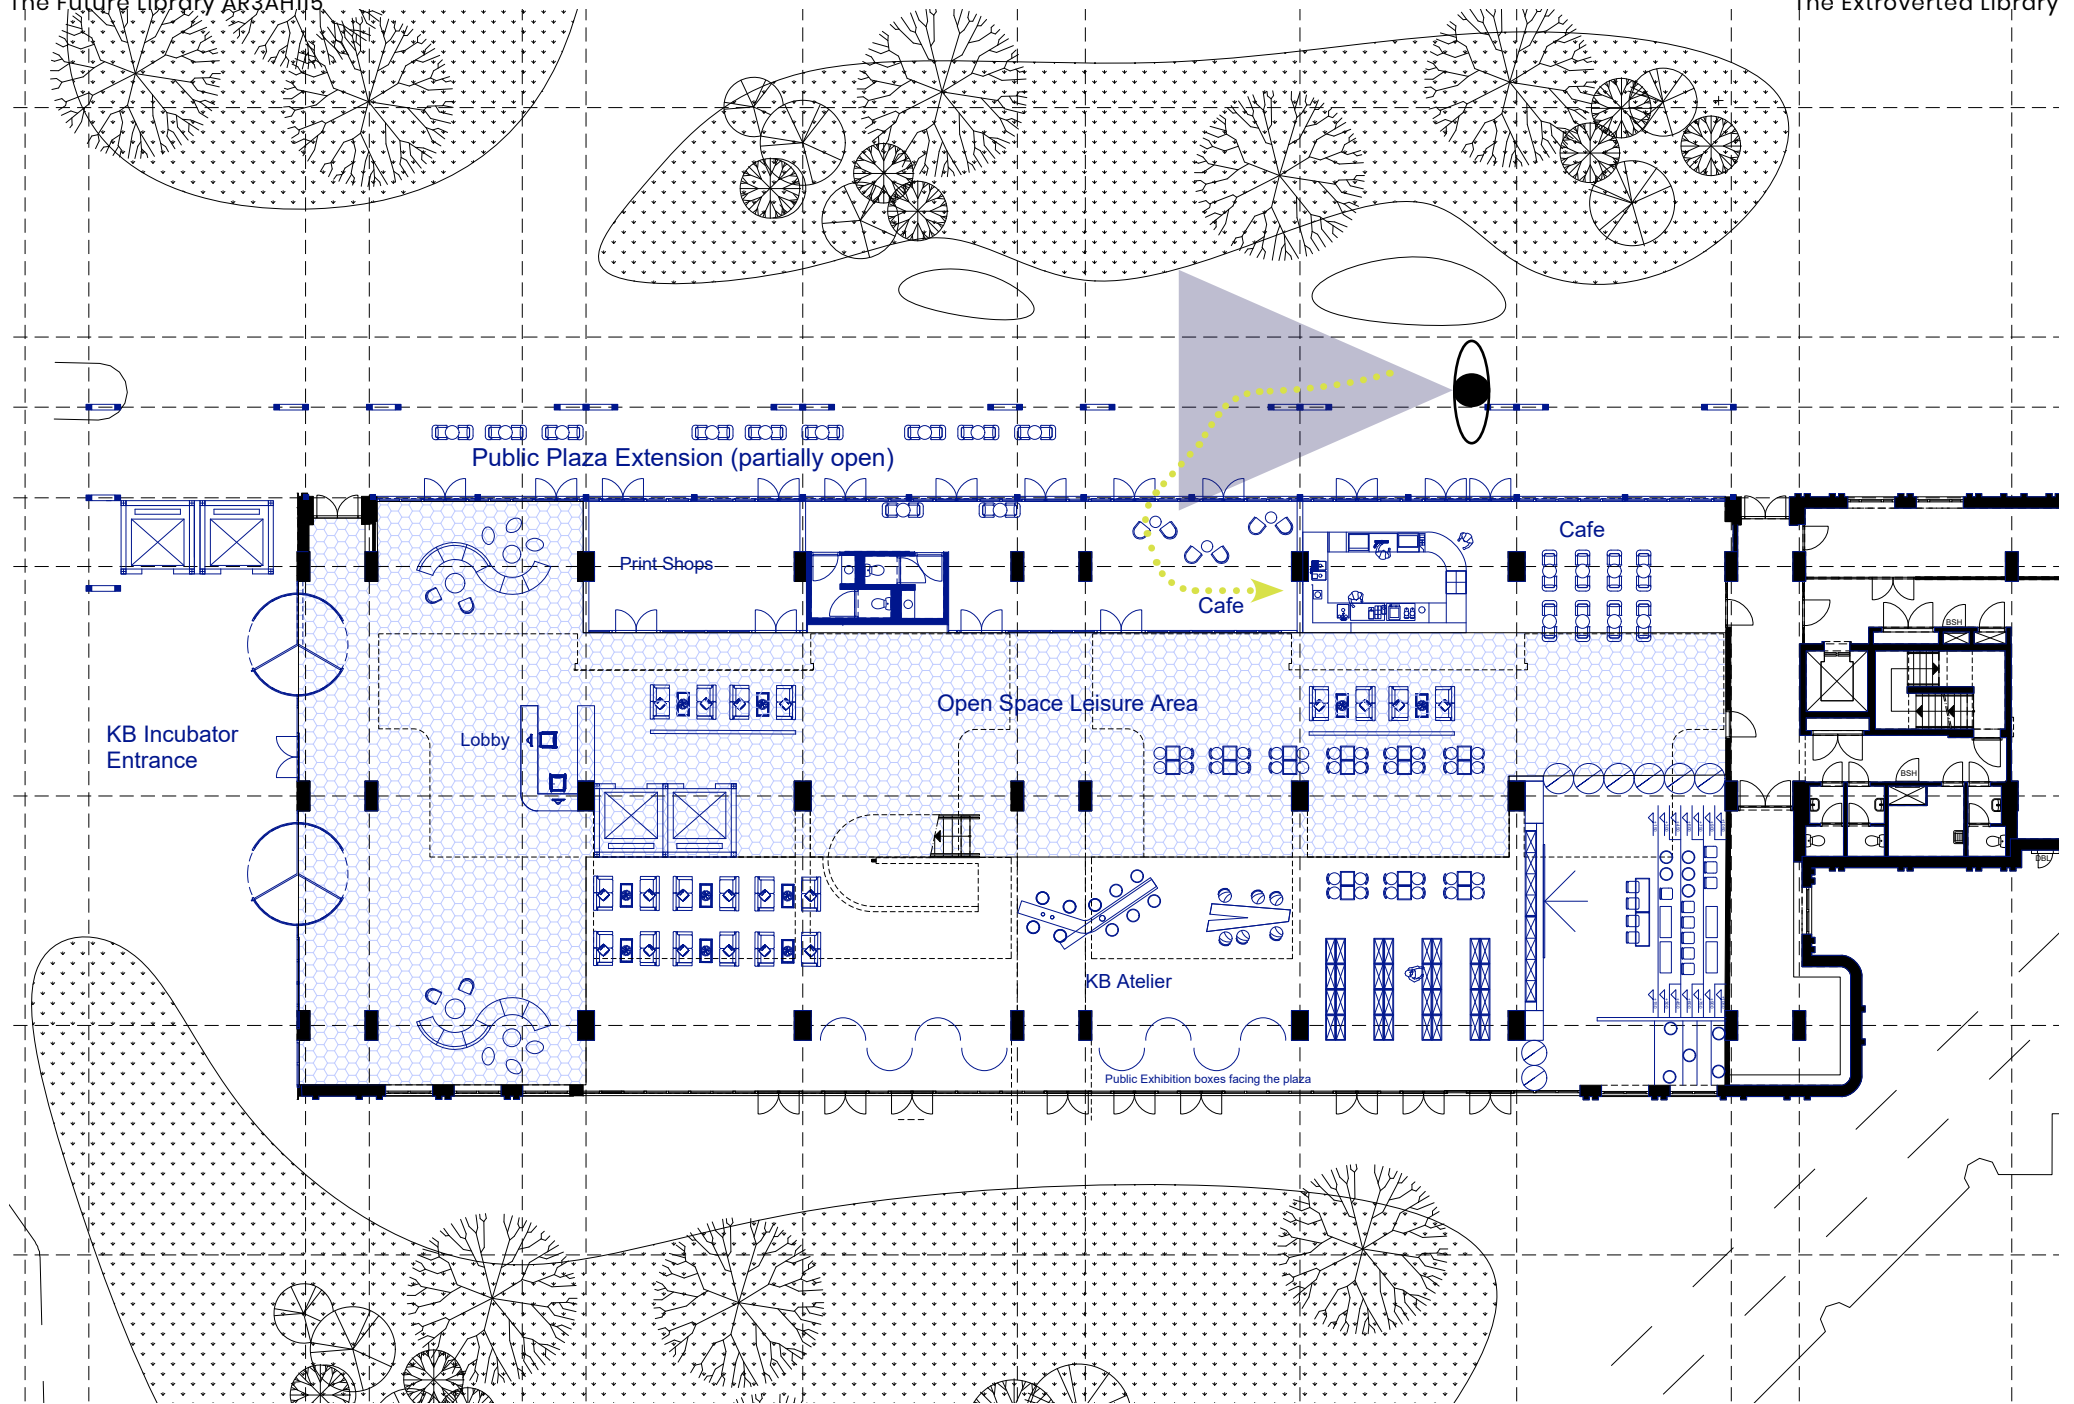 The Future Library AR3AH115
The Extroverted Library
Public Plaza Extension (partially open)
Cafe
Print Shops
Cafe
BSH
Open Space Leisure Area
KB Incubator
Entrance
Lobby
BSH
DBL
KB Atelier
Public Exhibition boxes facing the plaza